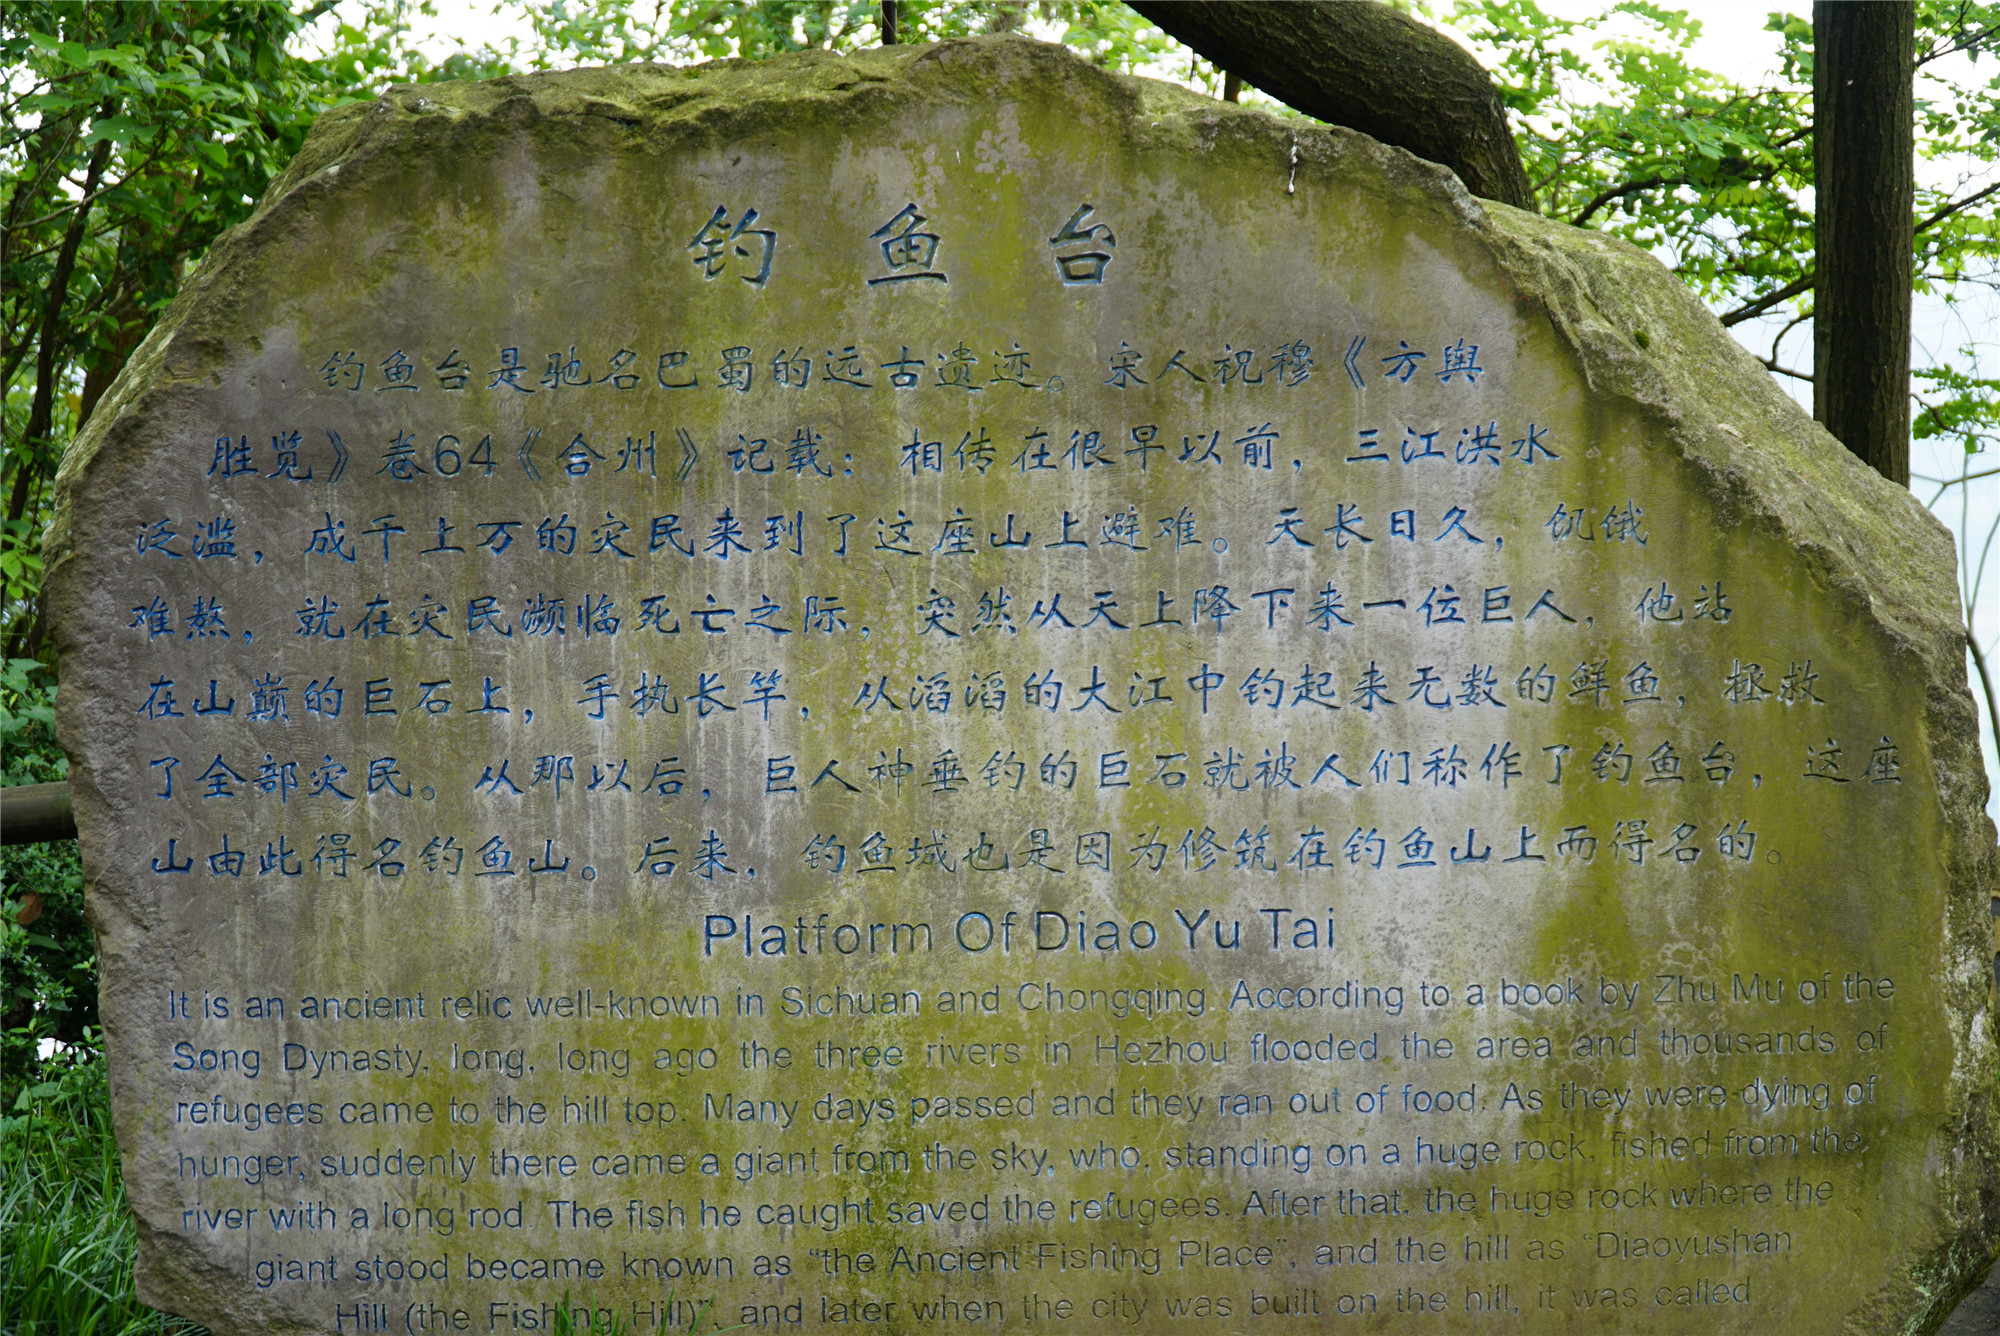 钓鱼台
钓鱼台是驰名巴蜀的远古遗迹。宋人祝穆《方舆
胜览》卷64《合州》记载：相传在很早以前，三江洪水
泛滥，成千上万的灾民来到了这座山上避难。天长日久，饥饿
难熬，就在灾民濒临死亡之际，突然从天上降下来一位巨人，他站
在山巅的巨石上，手执长竿，从滔滔的大江中钓起来无数的鲜鱼，拯救
了全部灾民。从那以后，巨人神垂钓的巨石就被人们称作了钓鱼台，这座
山由此得名钓鱼山。后来，钓鱼城也是因为修筑在钓鱼山上而得名的。
Platform Of Diao Yu Tai
It is an ancient relic well-known in Sichuan and Chongqing. According to a book by Zhu Mu of the
Song Dynasty, long, long ago the three rivers in Hezhou flooded the area and thousands of
refugees came to the hill top. Many days passed and they ran out of food. As they were dying of
hunger, suddenly there came a giant from the sky, who, standing on a huge rock, fished from the
river with a long rod. The fish he caught saved the refugees. After that, the huge rock where the
giant stood became known as "the Ancient Fishing Place", and the hill as "Diaoyushan
Hill (the Fishing Hill)", and later when the city was built on the hill, it was called